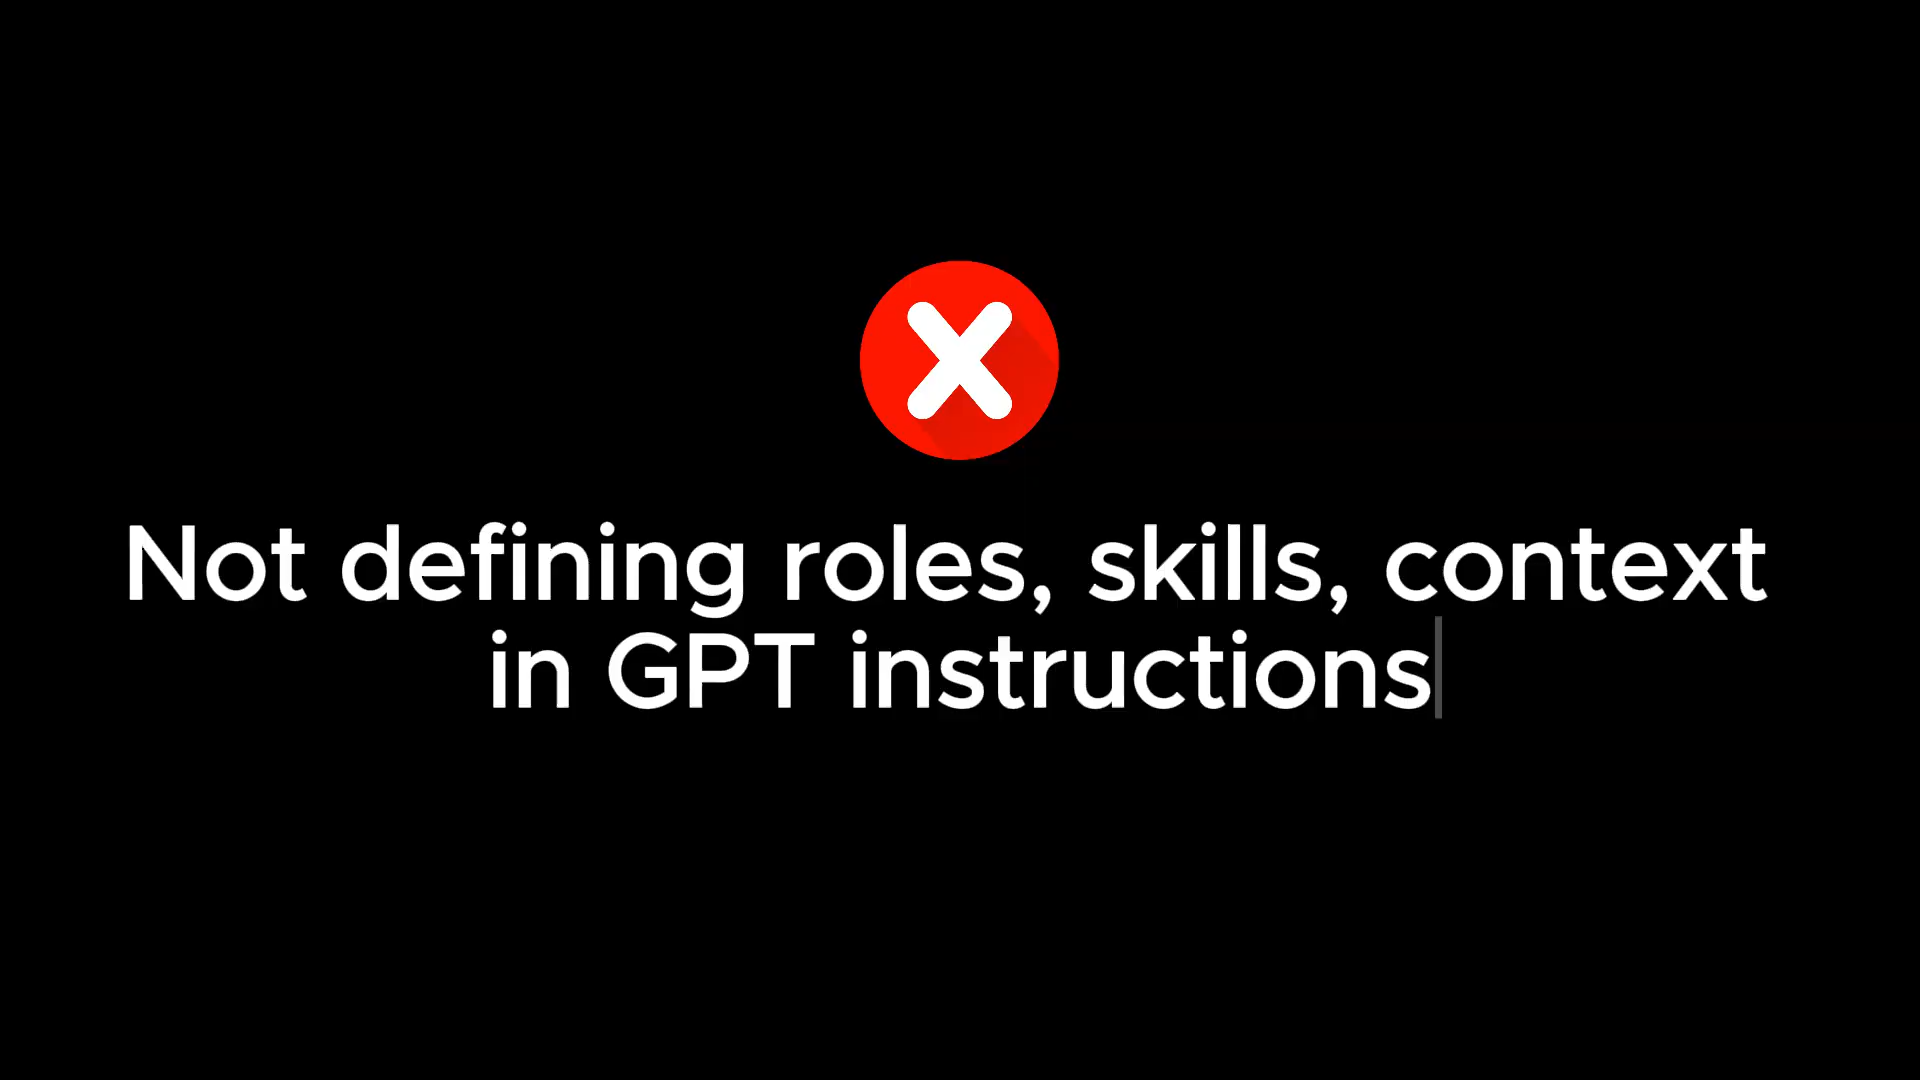 Not defining roles, skills, context
in GPT instructions